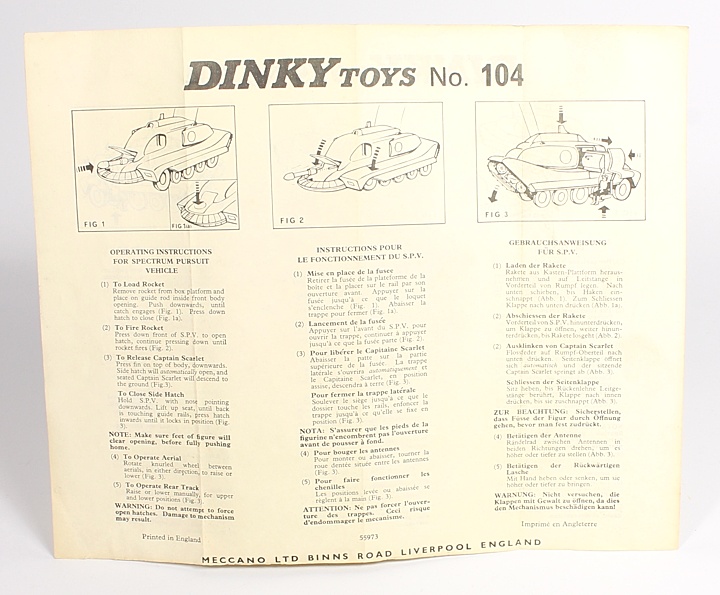 DINKY TOYS No. 104
FIG 1
FIG 1(a)
FIG 2
FIG 3
OPERATING INSTRUCTIONS
FOR SPECTRUM PURSUIT
VEHICLE
(1) To Load Rocket
Remove rocket from box platform and
place on guide rod inside front body
opening. Push downwards, until
catch engages (Fig. 1). Press down
hatch to close (Fig. 1a).
(2) To Fire Rocket
Press down front of S.P.V. to open
hatch, continue pressing down until
rocket fires (Fig. 2).
(3) To Release Captain Scarlet
Press fin on top of body, downwards.
Side hatch will automatically open, and
seated Captain Scarlet will descend to
the ground (Fig. 3).
To Close Side Hatch
Hold S.P.V. with nose pointing
downwards. Lift up seat, until back
is touching guide rails, press hatch
inwards until it locks in position (Fig.
3).
NOTE: Make sure feet of figure will
clear opening, before fully pushing
home.
(4) To Operate Aerial
Rotate knurled wheel between
aerials, in either direction, to raise or
lower (Fig. 3).
(5) To Operate Rear Track
Raise or lower manually, for upper
and lower positions (Fig. 3).
WARNING: Do not attempt to force
open hatches. Damage to mechanism
may result.
Printed in England
INSTRUCTIONS POUR
LE FONCTIONNEMENT DU S.P.V.
(1) Mise en place de la fusée
Retirer la fusée de la plateforme de la
boîte et la placer sur le rail par son
ouverture avant. Appuyer sur la
fusée jusqu'a ce que le loquet
s'enclenche (Fig. 1). Abaisser la
trappe pour fermer (Fig. 1a).
(2) Lancement de la fusée
Appuyer sur l'avant du S.P.V. pour
ouvrir la trappe, continuer à appuyer
jusqu'à ce que la fusée parte (Fig. 2).
(3) Pour libérer le Capitaine Scarlet
Abaisser la patte sur la partie
supérieure de la fusée. La trappe
latérale s'ouvrira automatiquement et
le Capitaine Scarlet, en position
assise, descendra à terre (Fig. 3).
Pour fermer la trappe latérale
Soulever le siège jusqu'à ce que le
dossier touche les rails, enfoncer la
trappe jusqu'à ce qu'elle se fixe en
position (Fig. 3).
NOTA: S'assurer que les pieds de la
figurine n'encombrent pas l'ouverture
avant de pousser à fond.
(4) Pour bouger les antennes
Pour monter ou abaisser, tourner la
roue dentée située entre les antennes
(Fig. 3).
(5) Pour faire fonctionner les
chenilles
Les positions levée ou abaissée se
règlent à la main (Fig. 3).
ATTENTION: Ne pas forcer l'ouver-
ture des trappes. Ceci risque
d'endommager le mecanisme.
55973
GEBRAUCHSANWEISUNG
FÜR S.P.V.
(1) Laden der Rakete
Rakete aus Kasten-Plattform heraus-
nehmen und auf Leitstange in
Vorderteil von Rumpf legen. Nach
unten schieben, bis Haken ein-
schnappt (Abb. 1). Zum Schliessen
Klappe nach unten drücken (Abb. 1a).
(2) Abschiessen der Rakete
Vorderteil von S.P.V. hinunterdrücken,
um Klappe zu öffnen, weiter hinun-
terdrücken, bis Rakete losgeht (Abb. 2).
(2) Ausklinken von Captain Scarlet
auf Rumpf-Oberteil nach
unten drücken. Seitenklappe öffnet
sich automatisch und der sitzende
Captain Scarlet springt ab (Abb. 3).
Schliessen der Seitenklappe
Sitz heben, bis Rückenlehne Leitge-
stange berührt, Klappe nach innen
drücken, bis sie zuschnappt (Abb. 3).
ZUR BEACHTUNG: Sicherstellen,
dass Füsse der Figur durch Öffnung
gehen, bevor man fest zudrückt.
(4) Betätigen der Antenne
Rändelrad zwischen Antennen in
beiden Richtungen drehen, um es
höher oder tiefer zu stellen (Abb. 3).
(5) Betätigen der Rückwärtigen
Lasche
Mit Hand heben oder senken, um sie
höher oder tiefer zu bringen.
WARNUNG: Nicht versuchen, die
Klappen mit Gewalt zu öffnen, da dies
den Mechanismus beschädigen kann!
Imprimé en Angleterre
MECCANO LTD BINNS ROAD LIVERPOOL ENGLAND